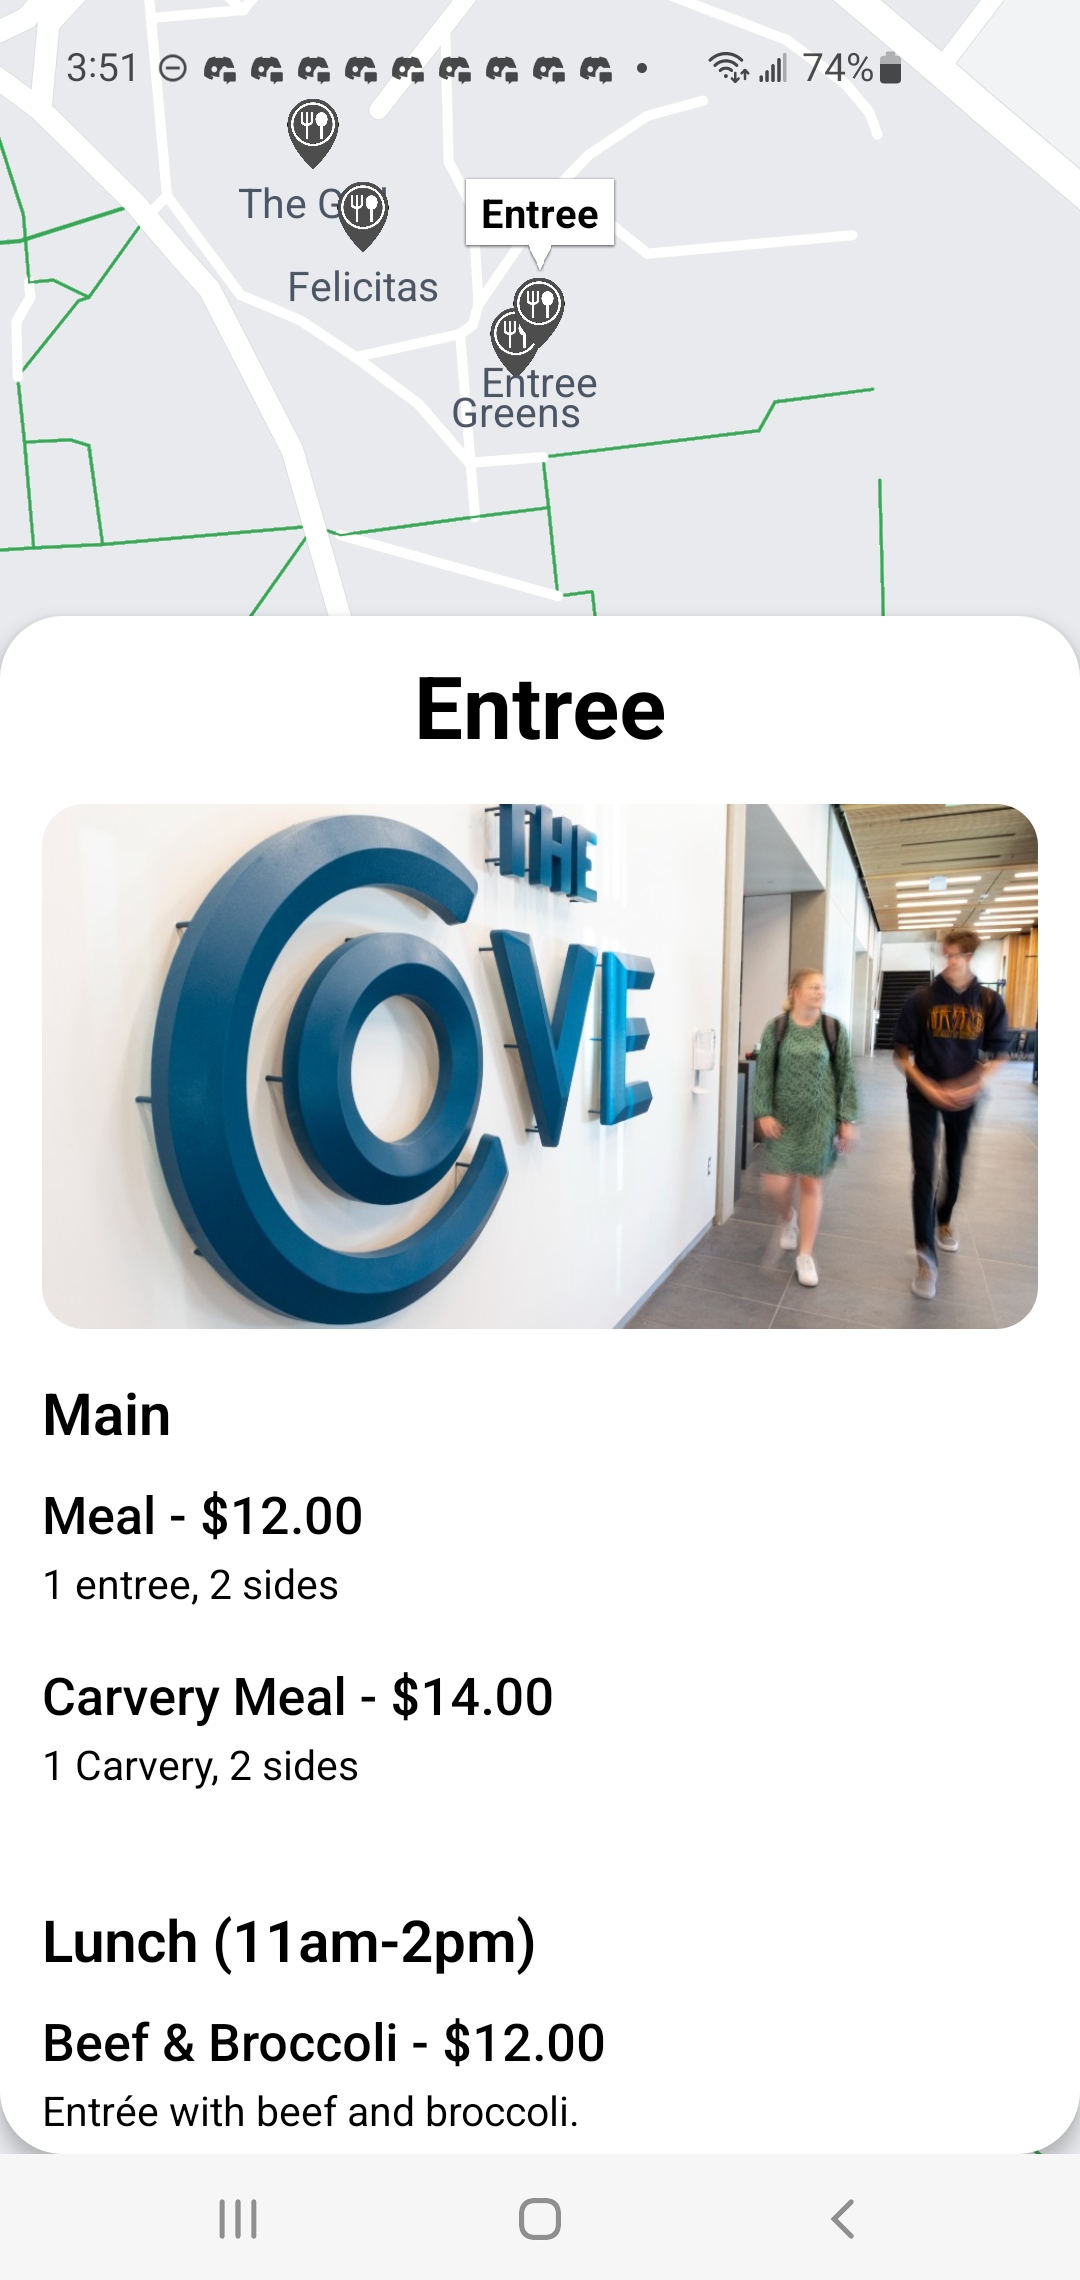 3:51 74%
The G
Felicitas
Entree
Entree
Greens
Entree
THE
COVE
Main
Meal - $12.00
1 entree, 2 sides
Carvery Meal - $14.00
1 Carvery, 2 sides
Lunch (11am-2pm)
Beef & Broccoli - $12.00
Entrée with beef and broccoli.